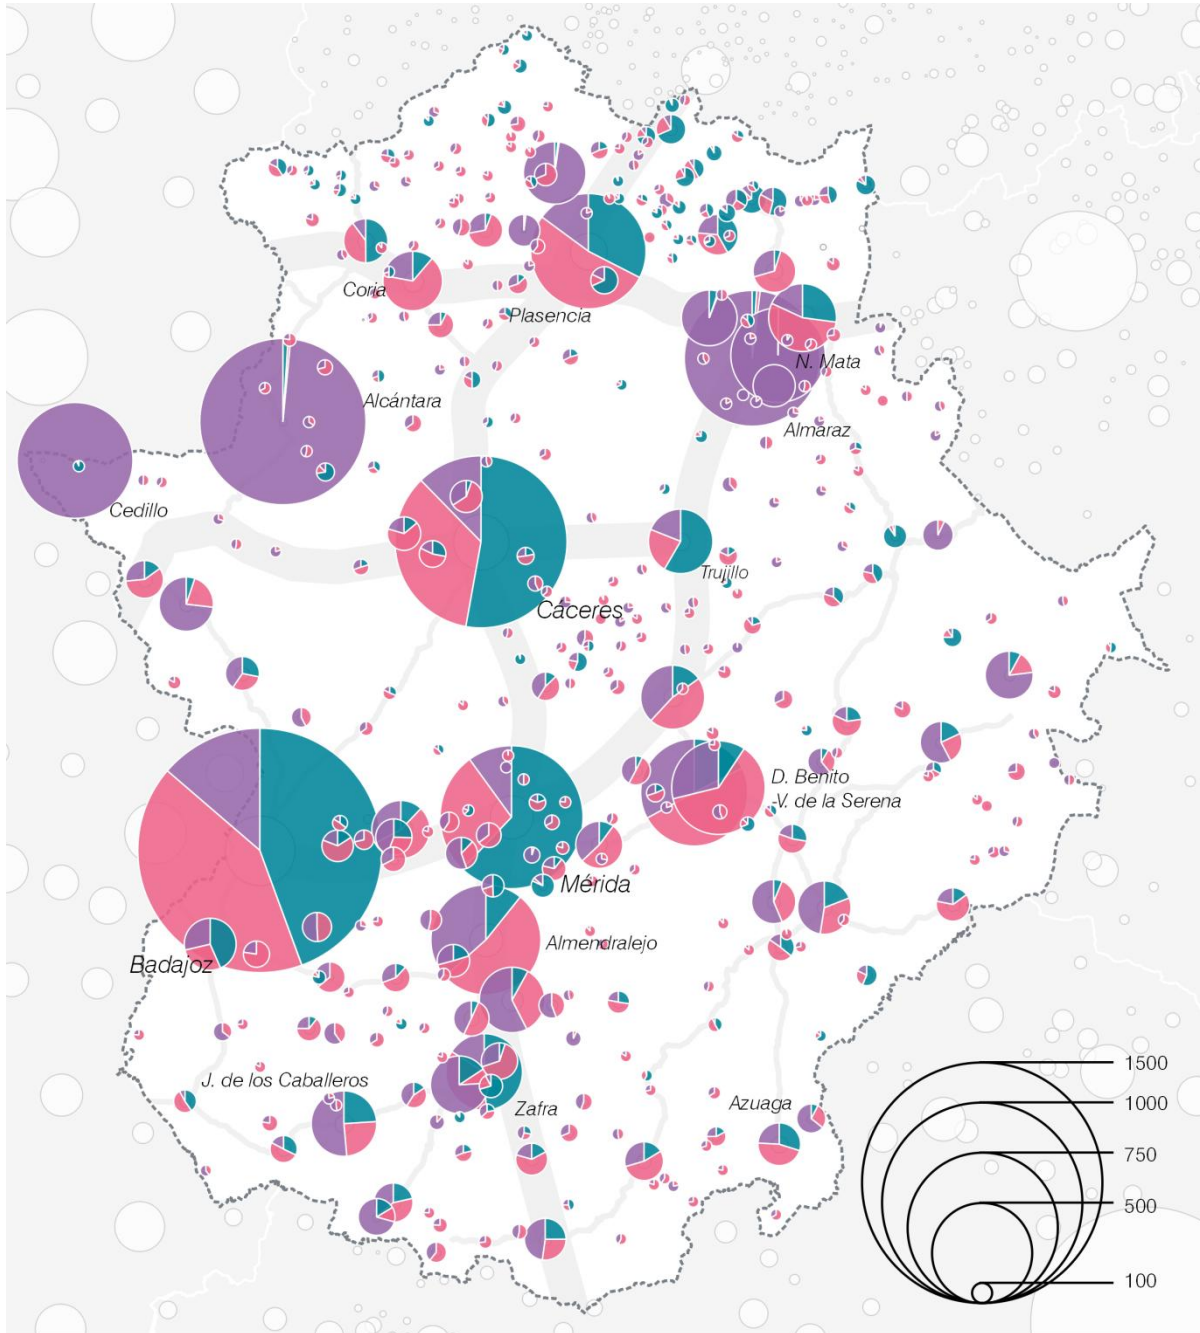 Coria
Plasencia
N. Mata
Alcántara
Almaraz
Cedillo
Trujillo
Cáceres
D. Benito
-V. de la Serena
Mérida
Almendralejo
Badajoz
J. de los Caballeros
Zafra
Azuaga
1500
1000
750
500
100